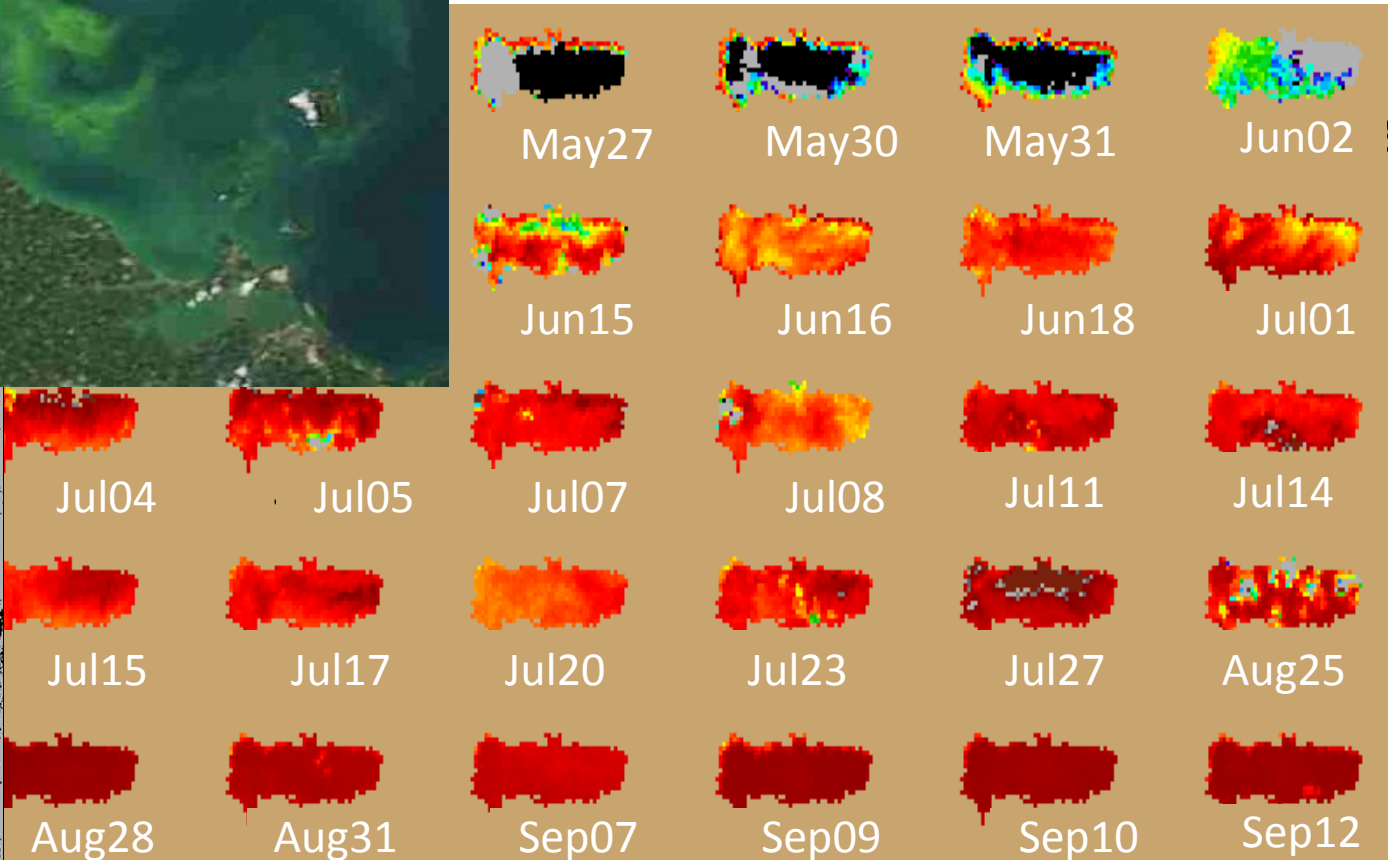 May27 May30 May31 Jun02
Jun15 Jun16 Jun18 Jul01
Jul04 Jul05 Jul07 Jul08 Jul11 Jul14
Jul15 Jul17 Jul20 Jul23 Jul27 Aug25
Aug28 Aug31 Sep07 Sep09 Sep10 Sep12